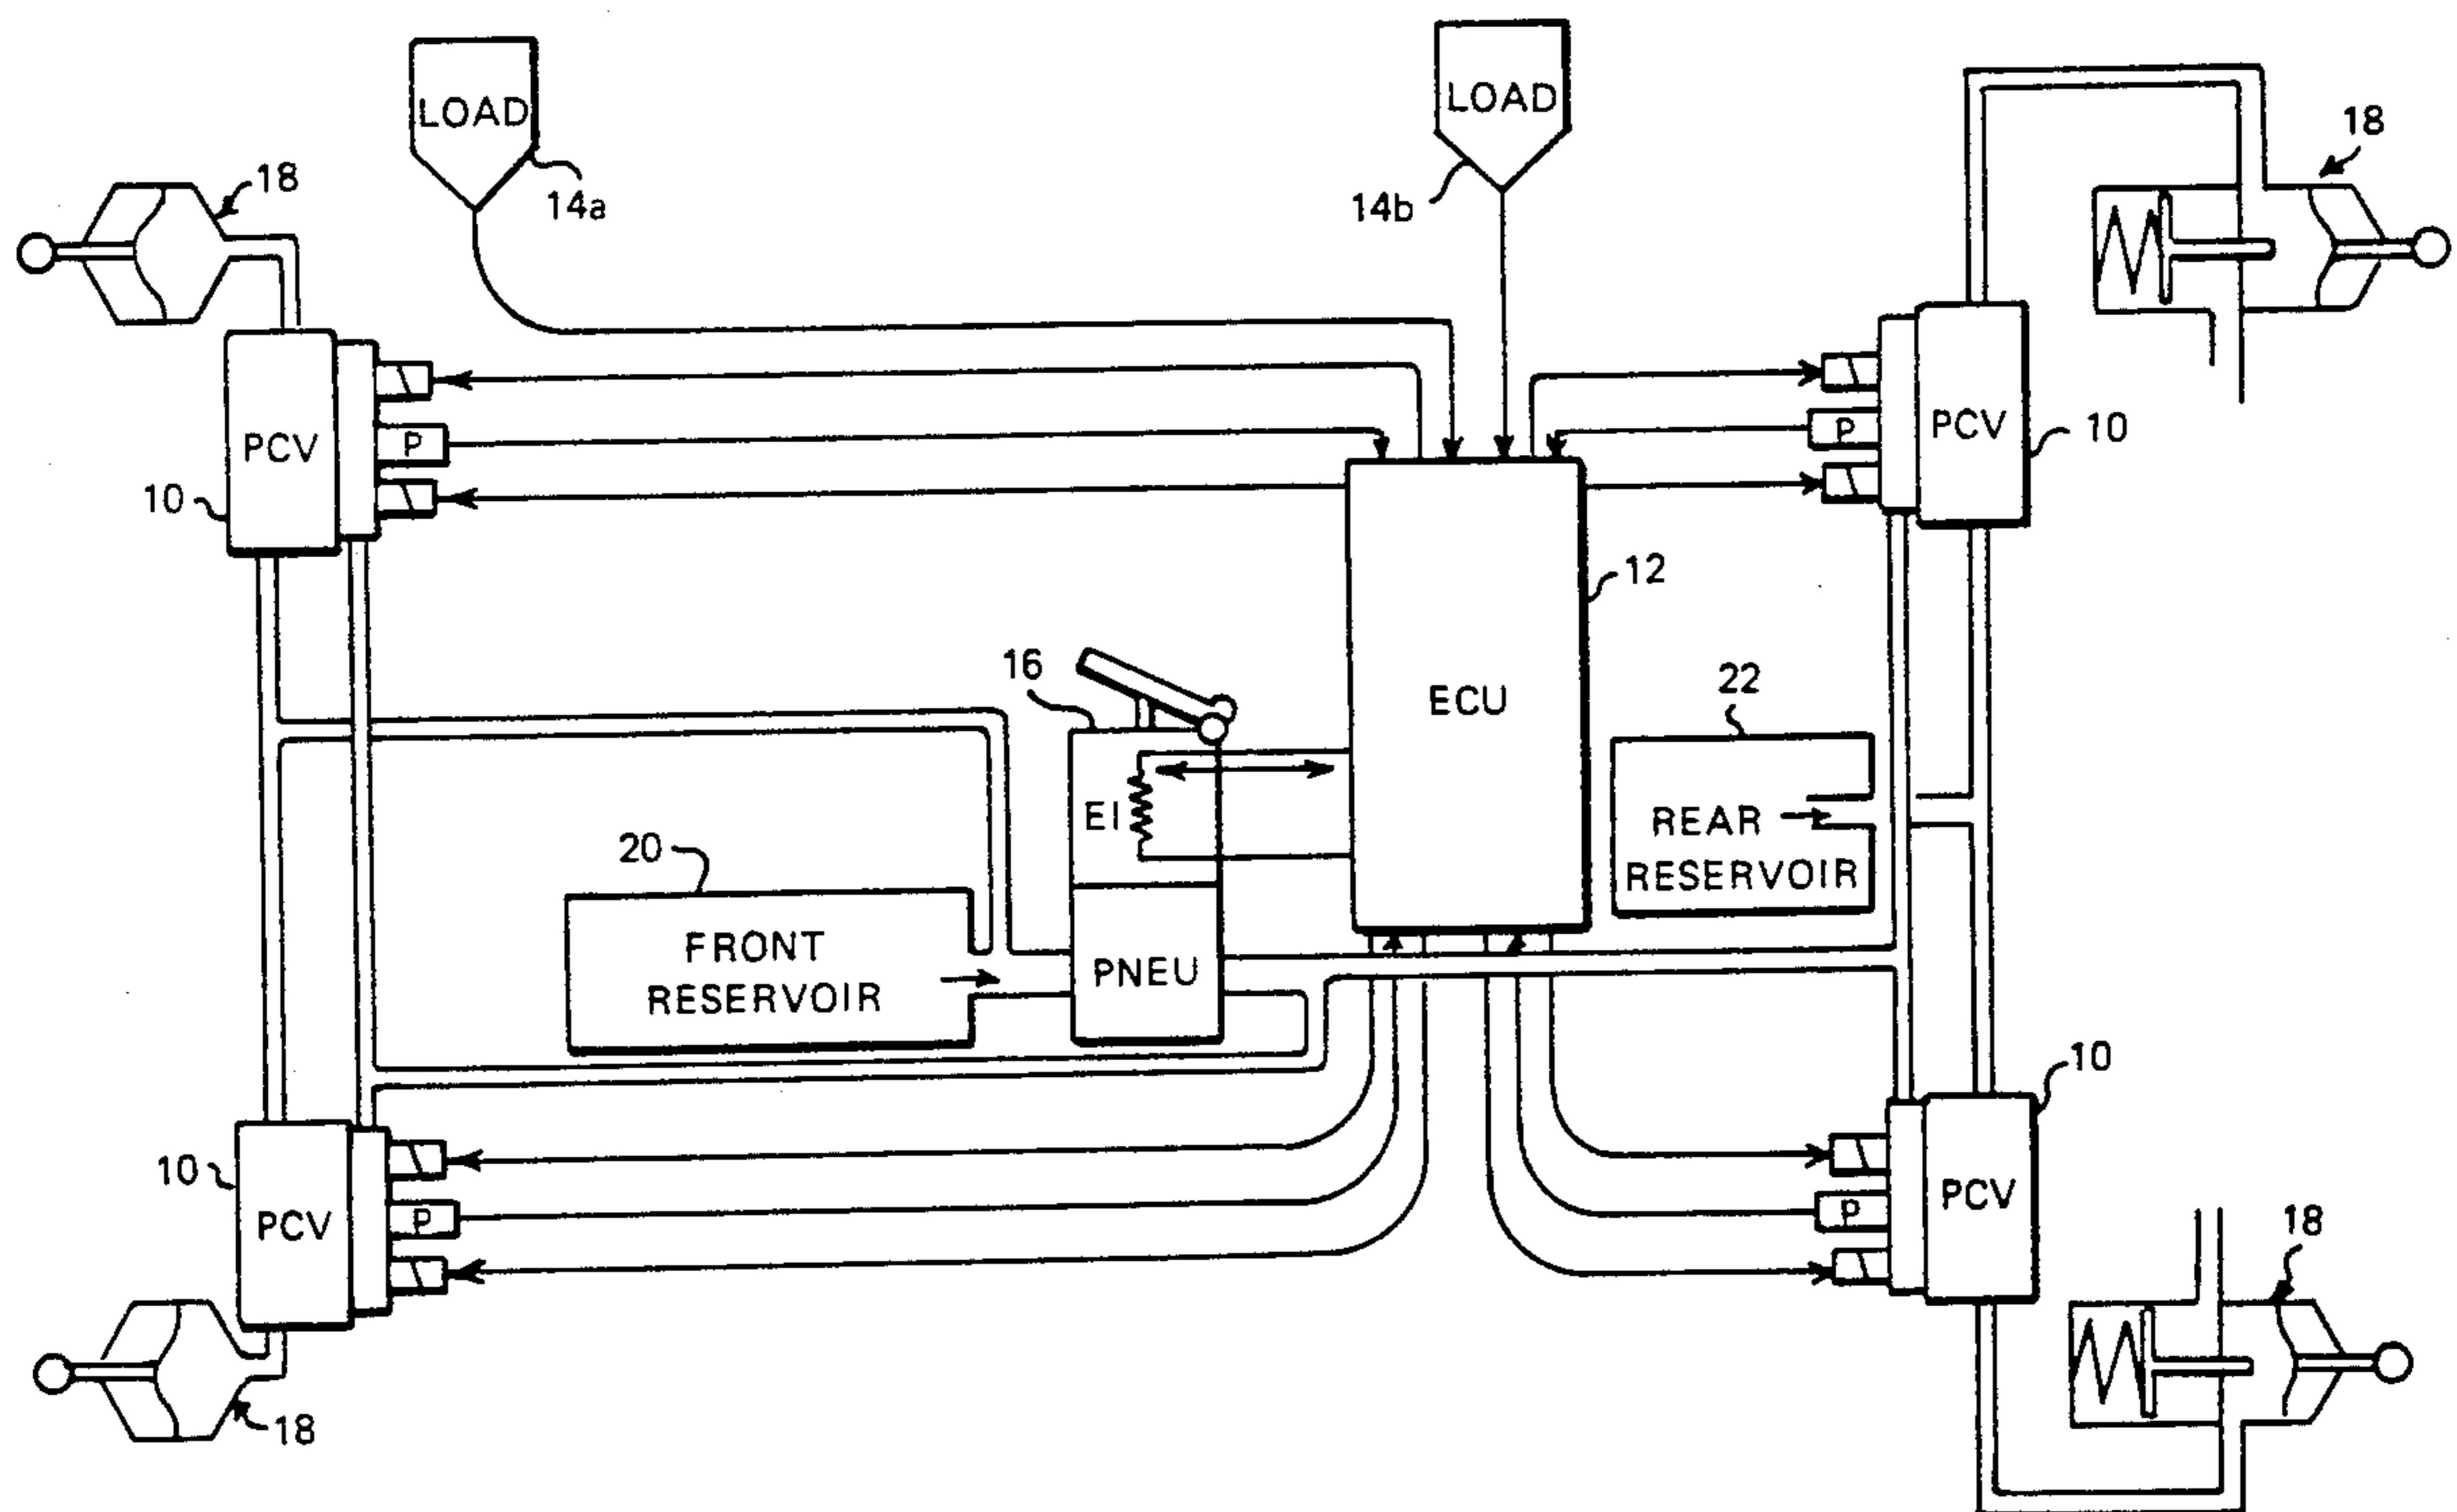 LOAD
LOAD
18
14a
14b
18
PCV
P
10
P
PCV
10
12
16
ECU
22
EI
REAR
RESERVOIR
20
FRONT
RESERVOIR
PNEU
10
10
PCV
P
P
PCV
18
18